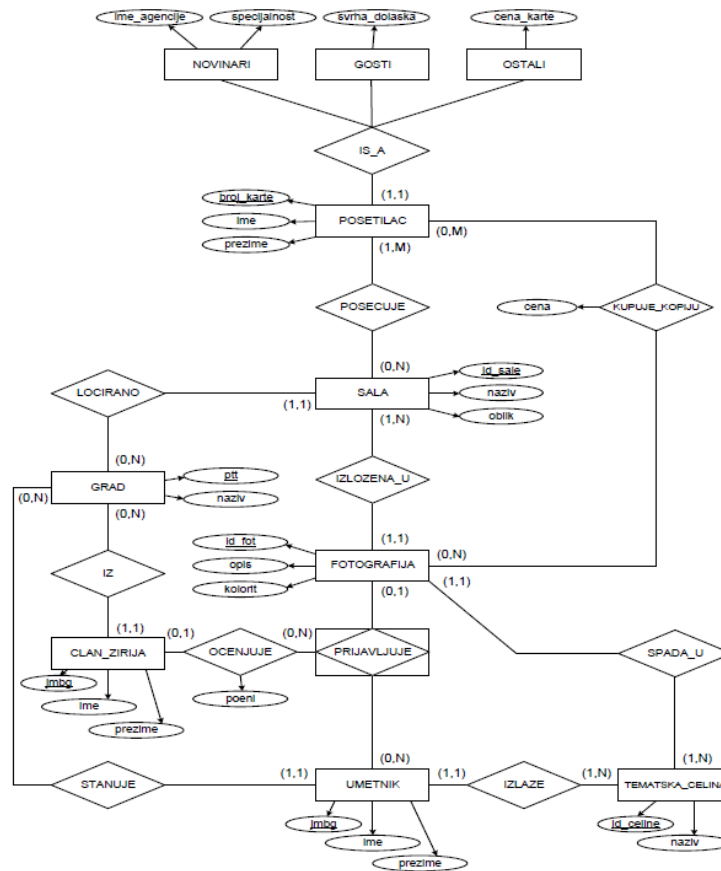 ime_agencije
specijalnost
svrha_dolaska
cena_karte
NOVINARI
GOSTI
OSTALI
IS_A
(1,1)
broj_karte
ime
POSETILAC
prezime
(0,M)
(1,M)
POSECUJE
cena
KUPUJE_KOPIJU
(0,N)
id_sale
LOCIRANO
SALA
naziv
(1,1)
(1,N)
oblik
(0,N)
ptt
(0,N)
GRAD
IZLOZENA_U
naziv
(0,N)
id_fot
(1,1)
(0,N)
opis
FOTOGRAFIJA
IZ
kolorit
(0,1)
(1,1)
(1,1)
(0,1)
(0,N)
CLAN_ZIRIJA
OCENJUJE
PRIJAVLJUJE
SPADA_U
jmbg
ime
poeni
prezime
(0,N)
(1,N)
STANUJE
(1,1)
UMETNIK
(1,1)
IZLAZE
(1,N)
TEMATSKA_CELINA
jmbg
ime
id_celine
naziv
prezime